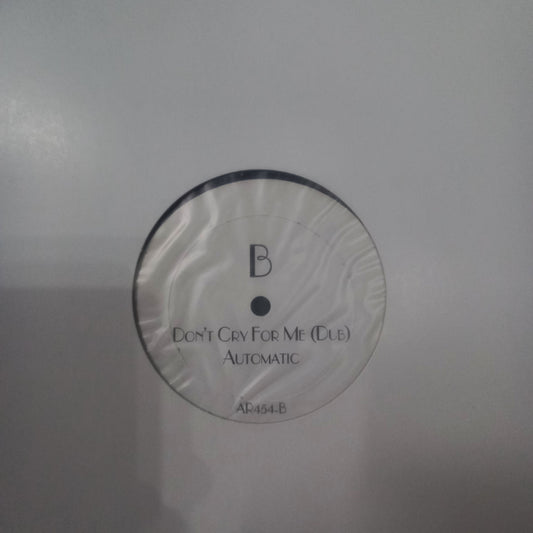 B
Don't Cry For Me (Dub)
Automatic
AR454-B